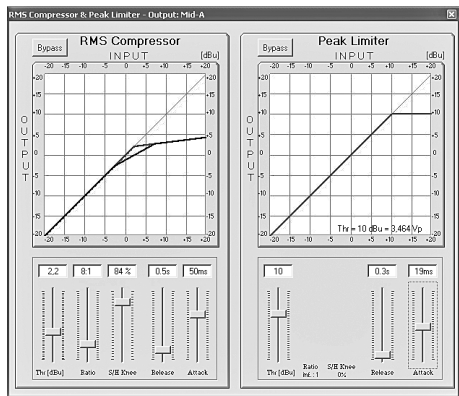 RMS Compressor & Peak Limiter - Output: Mid-A
Bypass
RMS Compressor
INPUT
[dBu]
-20 -15 -10 -5 0 +5 +10 +15 +20
OUTPUT
+20 +20
+15 +15
+10 +10
+5 +5
0 0
-5 -5
-10 -10
-15 -15
-20 -20
2,2 8:1 84 % 0.5s 50ms
Thr [dBu] Ratio S/H Knee Release Attack
Bypass
Peak Limiter
INPUT
[dBu]
-20 -15 -10 -5 0 +5 +10 +15 +20
OUTPUT
+20 +20
+15 +15
+10 +10
+5 +5
0 0
-5 -5
-10 -10
-15 -15
-20 -20
Thr = 10 dBu = 3,464 Vp
10 0.3s 19ms
Thr [dBu] Ratio S/H Knee Release Attack
inf. : 1 0%